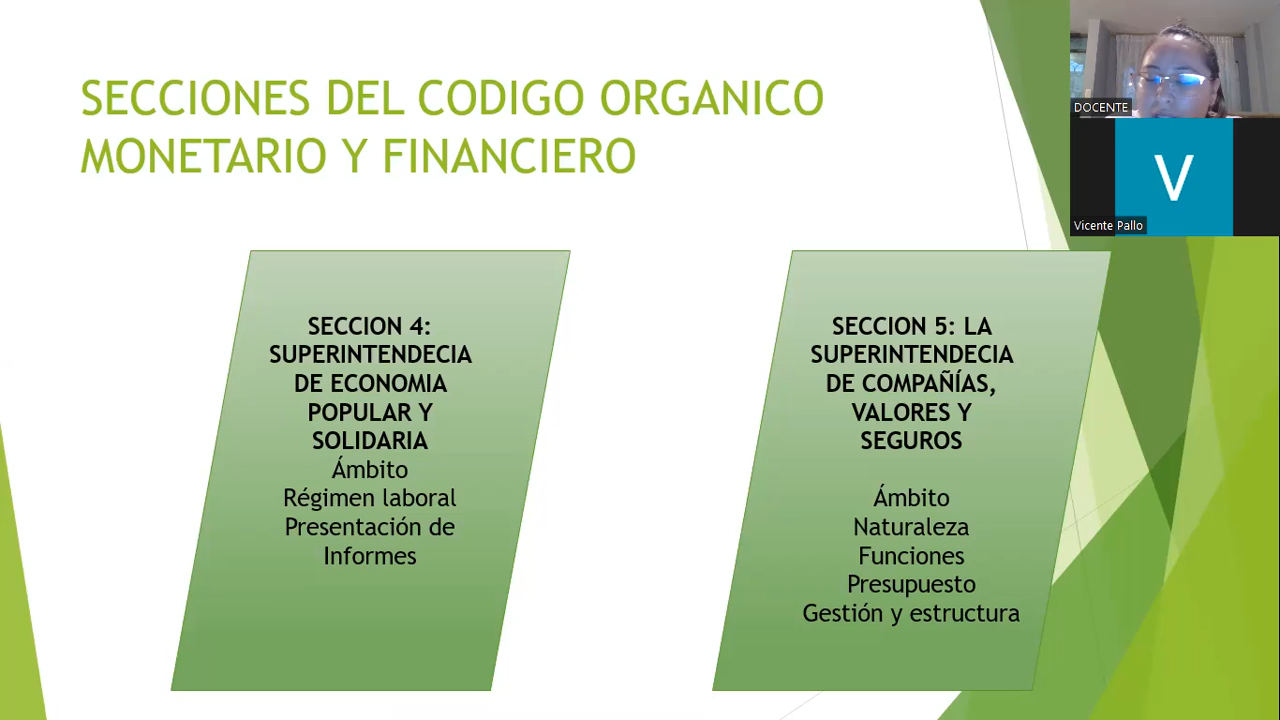 SECCIONES DEL CODIGO ORGANICO
MONETARIO Y FINANCIERO
DOCENTE
V
Vicente Pallo
SECCION 4:
SUPERINTENDECIA
DE ECONOMIA
POPULAR Y
SOLIDARIA
Ámbito
Régimen laboral
Presentación de
Informes
SECCION 5: LA
SUPERINTENDECIA
DE COMPAÑÍAS,
VALORES Y
SEGUROS
Ámbito
Naturaleza
Funciones
Presupuesto
Gestión y estructura